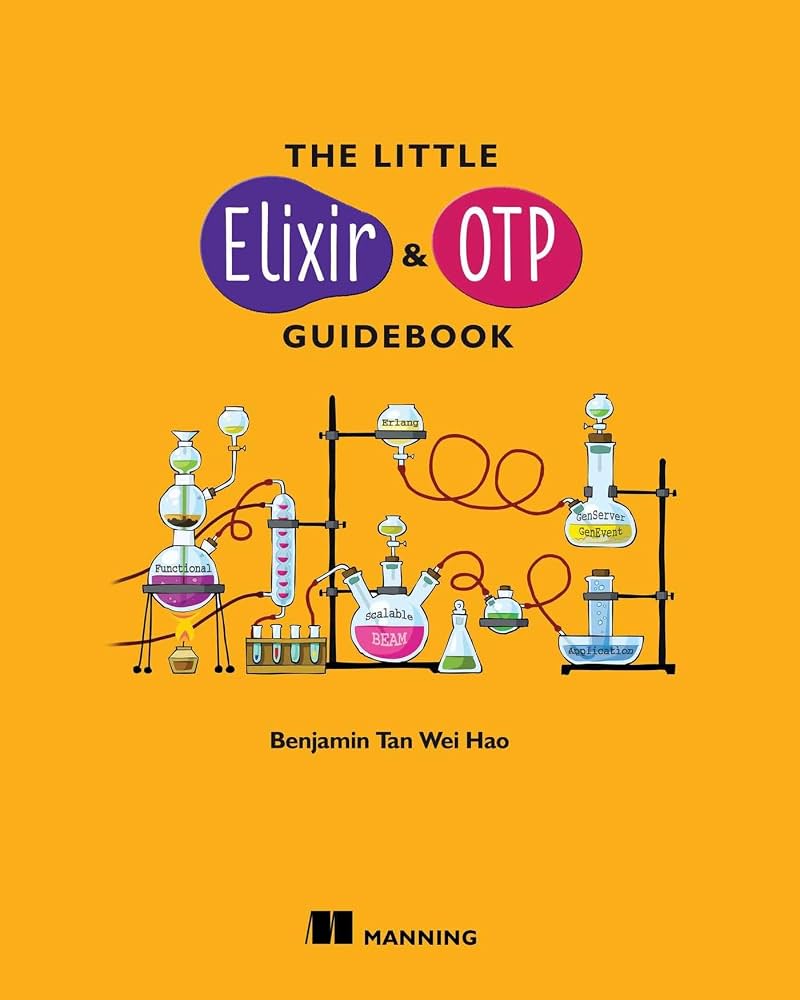 THE LITTLE
Elixir & OTP
GUIDEBOOK
Erlang
GenServer
GenEvent
Functional
Scalable
BEAM
Application
Benjamin Tan Wei Hao
MANNING